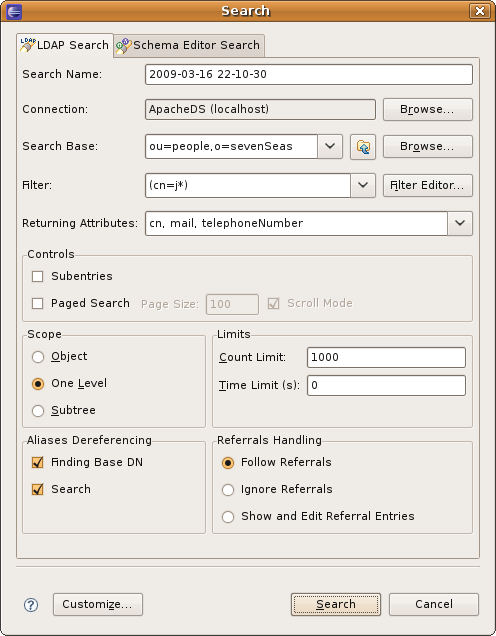 Search
LDAP Search
Schema Editor Search
Search Name: 2009-03-16 22-10-30
Connection: ApacheDS (localhost) Browse...
Search Base: ou=people,o=sevenSeas Browse...
Filter: (cn=j*) Filter Editor...
Returning Attributes: cn, mail, telephoneNumber
Controls
Subentries
Paged Search Page Size: 100 Scroll Mode
Scope
Object
One Level
Subtree
Limits
Count Limit: 1000
Time Limit (s): 0
Aliases Dereferencing
Finding Base DN
Search
Referrals Handling
Follow Referrals
Ignore Referrals
Show and Edit Referral Entries
? Customize... Search Cancel